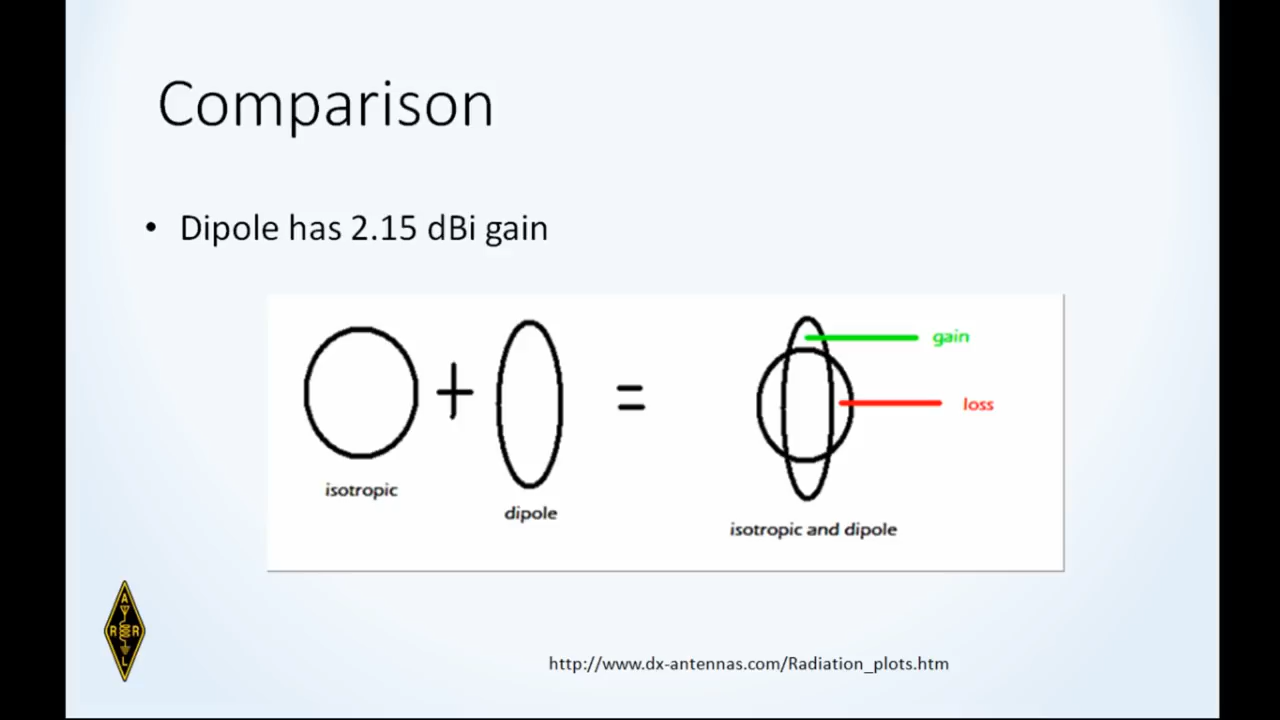 Comparison
• Dipole has 2.15 dBi gain
+
=
gain
loss
isotropic
dipole
isotropic and dipole
A
R R
L
http://www.dx-antennas.com/Radiation_plots.htm